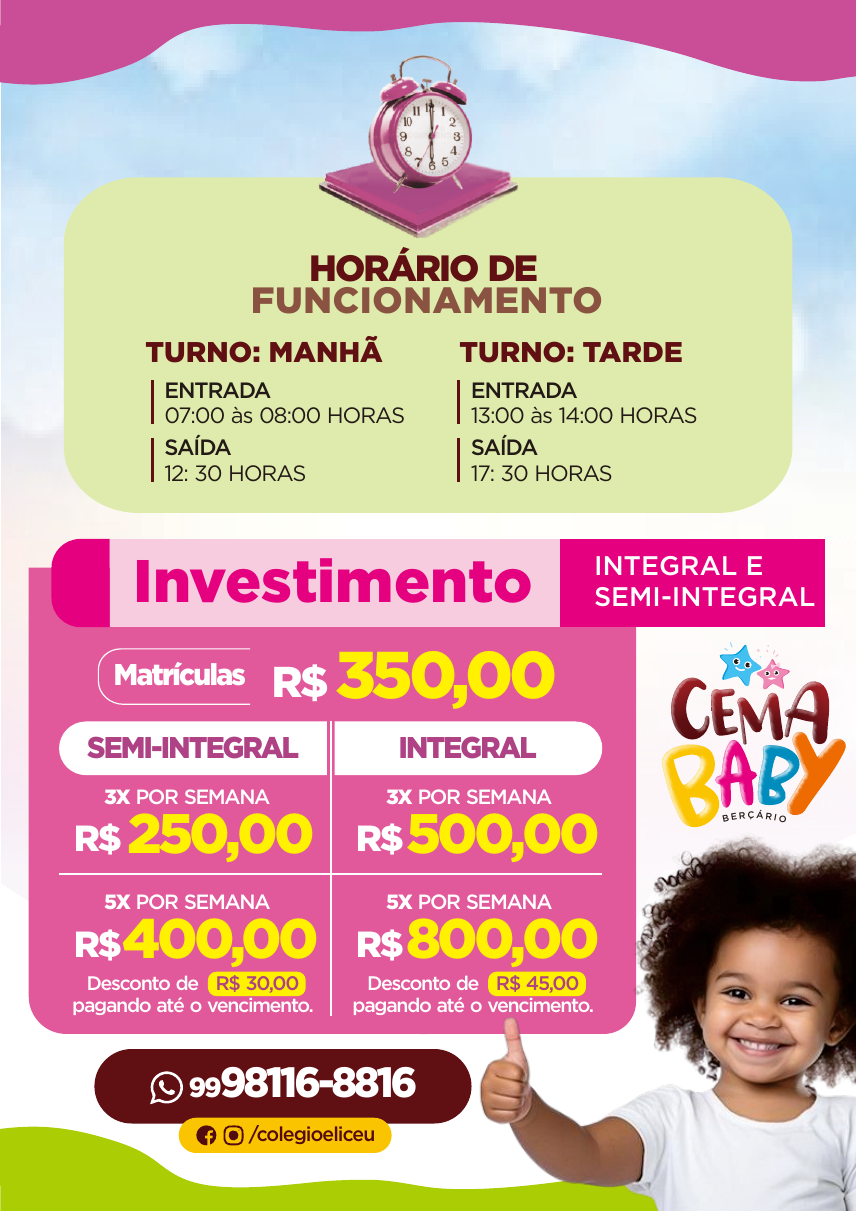 HORÁRIO DE
FUNCIONAMENTO
TURNO: MANHÃ
ENTRADA
07:00 às 08:00 HORAS
SAÍDA
12: 30 HORAS
TURNO: TARDE
ENTRADA
13:00 às 14:00 HORAS
SAÍDA
17: 30 HORAS
Investimento
INTEGRAL E
SEMI-INTEGRAL
Matrículas R$ 350,00
SEMI-INTEGRAL
3X POR SEMANA
R$ 250,00
5X POR SEMANA
R$ 400,00
Desconto de R$ 30,00
pagando até o vencimento.
INTEGRAL
3X POR SEMANA
R$ 500,00
5X POR SEMANA
R$ 800,00
Desconto de R$ 45,00
pagando até o vencimento.
CEMA
BABY
BERÇÁRIO
99 98116-8816
/colegioeliceu